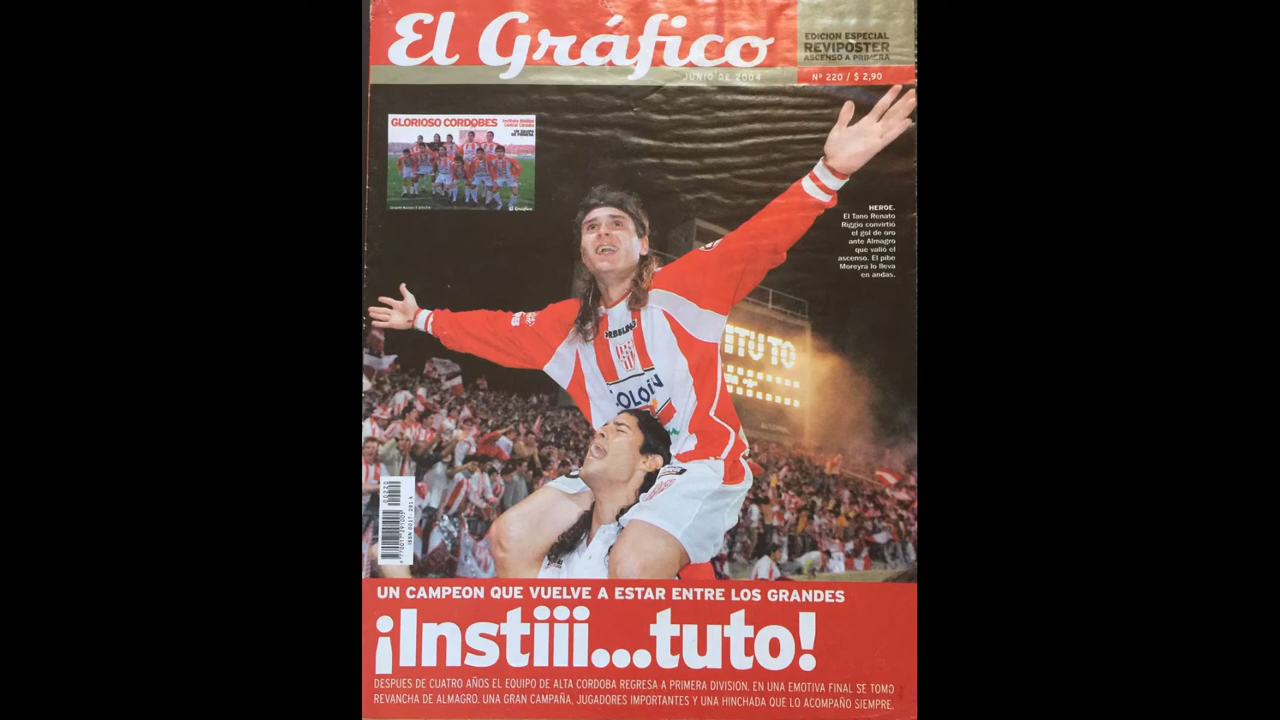 El Gráfico
JUNIO DE 2004
EDICION ESPECIAL
REVIPOSTER
ASCENSO A PRIMERA
Nº 220 / $ 2,90
GLORIOSO CORDOBES
El Gráfico
HEROE.
El Tano Renato
Riggio convirtió
el gol de oro
ante Almagro
que valió el
ascenso. El pibe
Moreyra lo lleva
en andas.
ITUTO
UN CAMPEON QUE VUELVE A ESTAR ENTRE LOS GRANDES
¡Instiii...tuto!
DESPUES DE CUATRO AÑOS EL EQUIPO DE ALTA CORDOBA REGRESA A PRIMERA DIVISION. EN UNA EMOTIVA FINAL SE TOMO
REVANCHA DE ALMAGRO. UNA GRAN CAMPAÑA, JUGADORES IMPORTANTES Y UNA HINCHADA QUE LO ACOMPAÑO SIEMPRE.